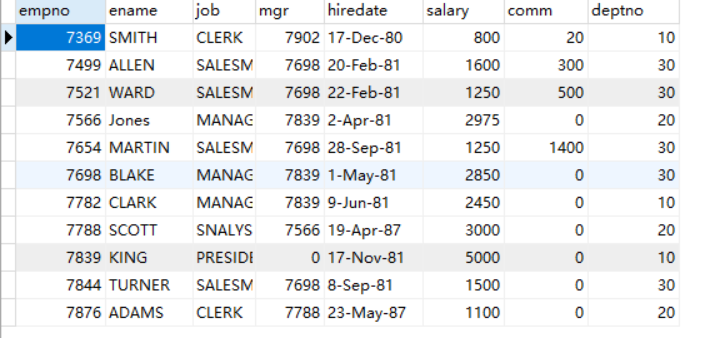 empno ename job mgr hiredate salary comm deptno
7369 SMITH CLERK 7902 17-Dec-80 800 20 10
7499 ALLEN SALESM 7698 20-Feb-81 1600 300 30
7521 WARD SALESM 7698 22-Feb-81 1250 500 30
7566 Jones MANAG 7839 2-Apr-81 2975 0 20
7654 MARTIN SALESM 7698 28-Sep-81 1250 1400 30
7698 BLAKE MANAG 7839 1-May-81 2850 0 30
7782 CLARK MANAG 7839 9-Jun-81 2450 0 10
7788 SCOTT SNALYS 7566 19-Apr-87 3000 0 20
7839 KING PRESIDE 0 17-Nov-81 5000 0 10
7844 TURNER SALESM 7698 8-Sep-81 1500 0 30
7876 ADAMS CLERK 7788 23-May-87 1100 0 20